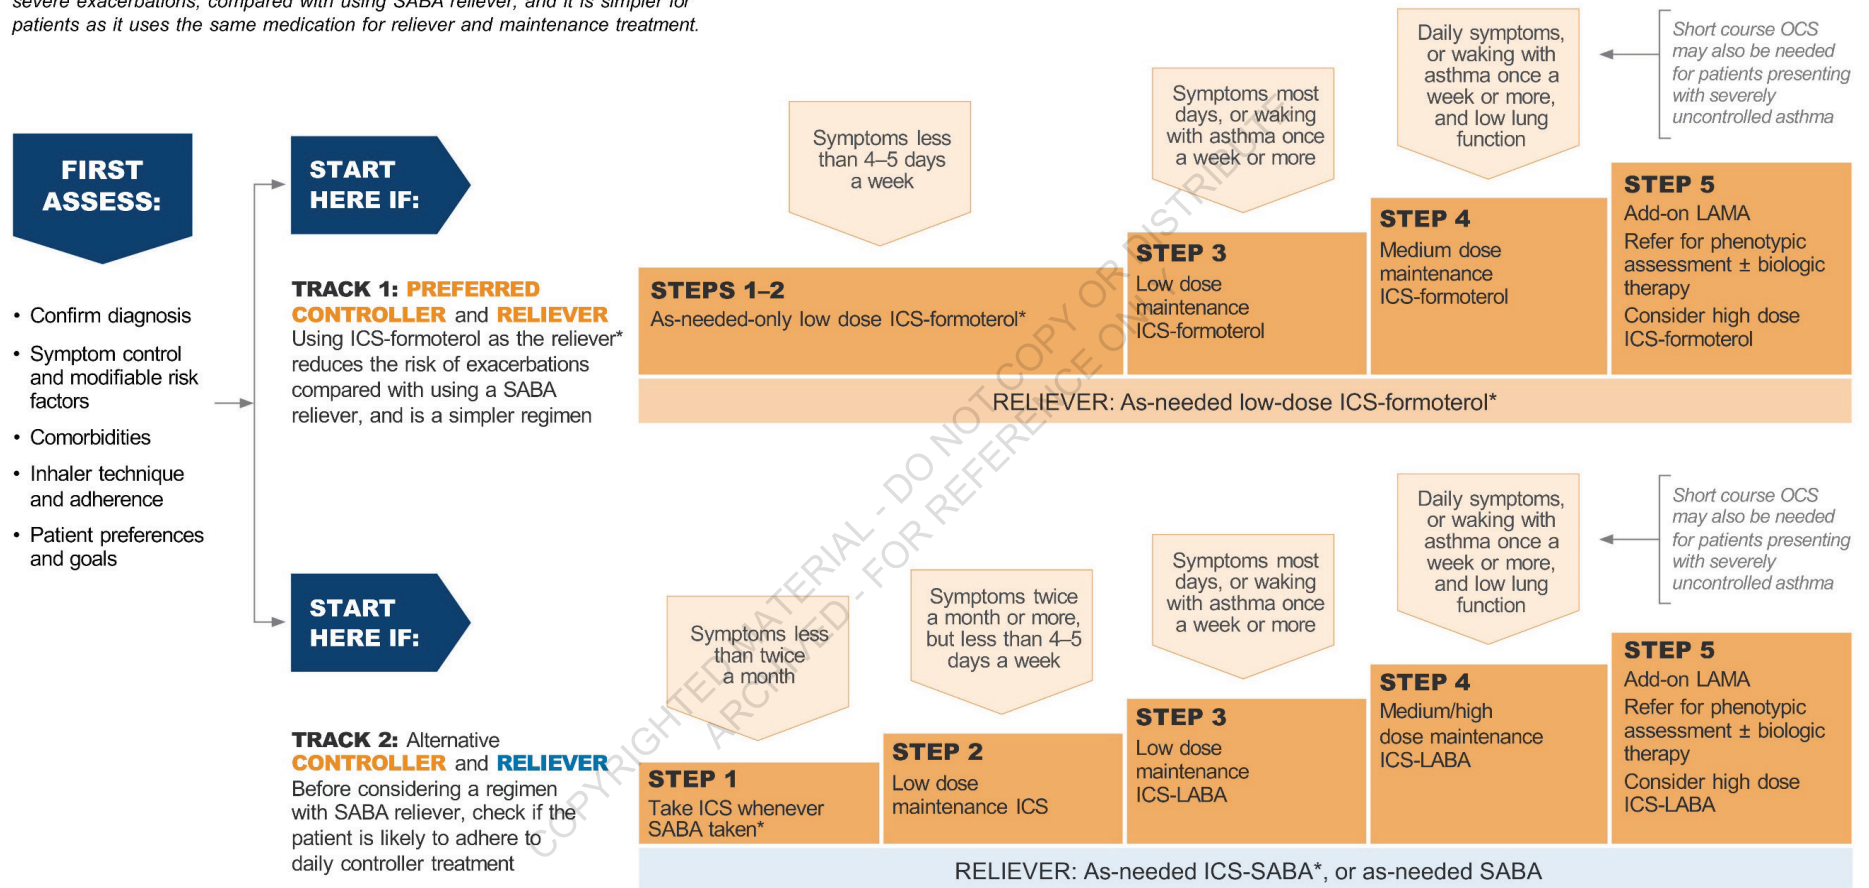 severe exacerbations, compared with using SABA reliever, and it is simpler for
patients as it uses the same medication for reliever and maintenance treatment.
FIRST
ASSESS:
• Confirm diagnosis
• Symptom control
and modifiable risk
factors
• Comorbidities
• Inhaler technique
and adherence
• Patient preferences
and goals
START
HERE IF:
Symptoms less
than 4–5 days
a week
Symptoms most
days, or waking
with asthma once
a week or more
Daily symptoms,
or waking with
asthma once a
week or more,
and low lung
function
Short course OCS
may also be needed
for patients presenting
with severely
uncontrolled asthma
TRACK 1: PREFERRED
CONTROLLER and RELIEVER
Using ICS-formoterol as the reliever*
reduces the risk of exacerbations
compared with using a SABA
reliever, and is a simpler regimen
STEPS 1–2
As-needed-only low dose ICS-formoterol*
STEP 3
Low dose
maintenance
ICS-formoterol
STEP 4
Medium dose
maintenance
ICS-formoterol
STEP 5
Add-on LAMA
Refer for phenotypic
assessment ± biologic
therapy
Consider high dose
ICS-formoterol
RELIEVER: As-needed low-dose ICS-formoterol*
START
HERE IF:
Symptoms less
than twice
a month
Symptoms twice
a month or more,
but less than 4–5
days a week
Symptoms most
days, or waking
with asthma once
a week or more
Daily symptoms,
or waking with
asthma once a
week or more,
and low lung
function
Short course OCS
may also be needed
for patients presenting
with severely
uncontrolled asthma
TRACK 2: Alternative
CONTROLLER and RELIEVER
Before considering a regimen
with SABA reliever, check if the
patient is likely to adhere to
daily controller treatment
STEP 1
Take ICS whenever
SABA taken*
STEP 2
Low dose
maintenance ICS
STEP 3
Low dose
maintenance
ICS-LABA
STEP 4
Medium/high
dose maintenance
ICS-LABA
STEP 5
Add-on LAMA
Refer for phenotypic
assessment ± biologic
therapy
Consider high dose
ICS-LABA
RELIEVER: As-needed ICS-SABA*, or as-needed SABA
COPYRIGHTED MATERIAL - DO NOT COPY OR DISTRIBUTE
ARCHIVED - FOR REFERENCE ONLY